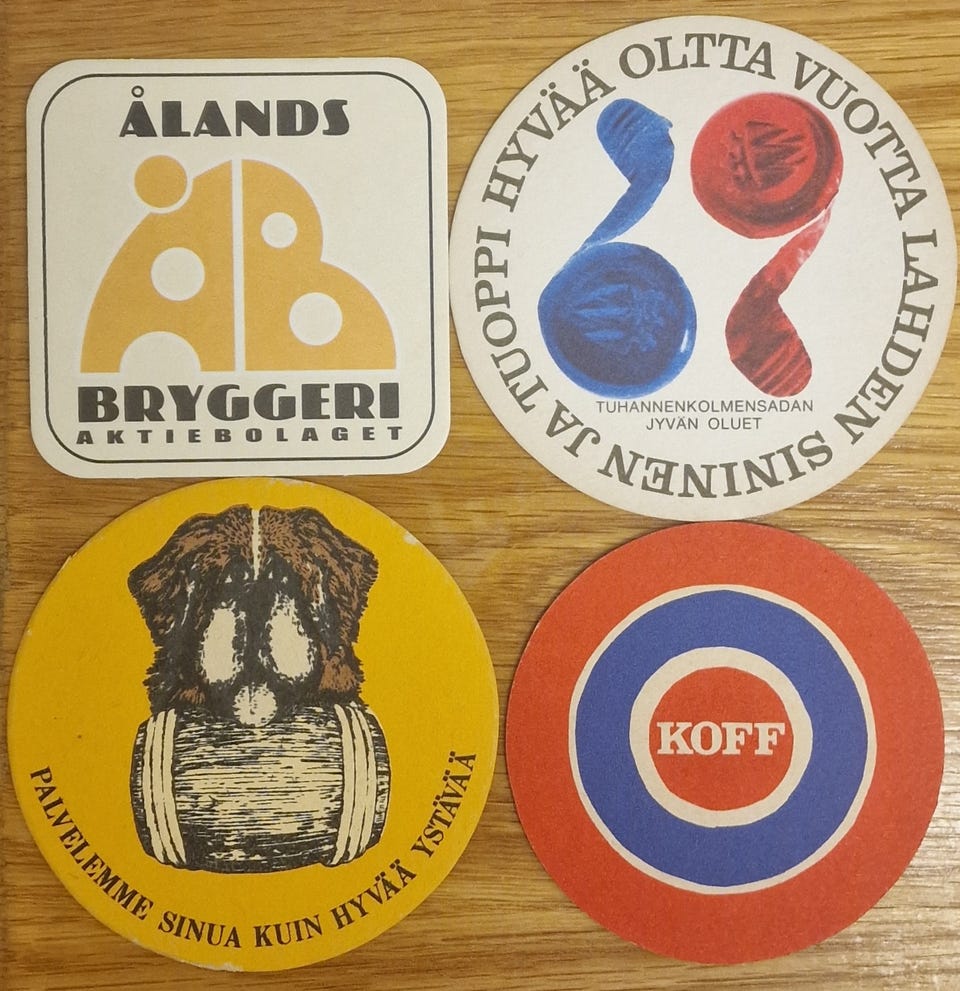 ÅLANDS
ÅB
BRYGGERI
AKTIEBOLAGET
HYVÄÄ OLTTA VUOTTA LAHDEN SININEN JA TUOPPI
69
TUHANNENKOLMENSADAN
JYVÄN OLUET
PALVELEMME SINUA KUIN HYVÄÄ YSTÄVÄÄ
KOFF